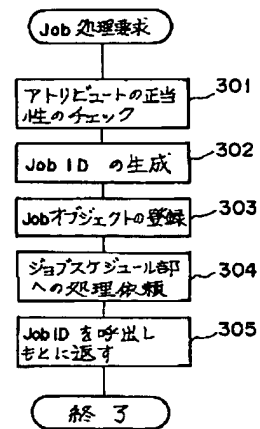 Job 処理要求
アトリビュートの正当
性のチェック
301
Job ID の生成
302
Jobオブジェクトの登録
303
ジョブスケジュール部
への処理依頼
304
Job ID を呼出し
もとに返す
305
終了